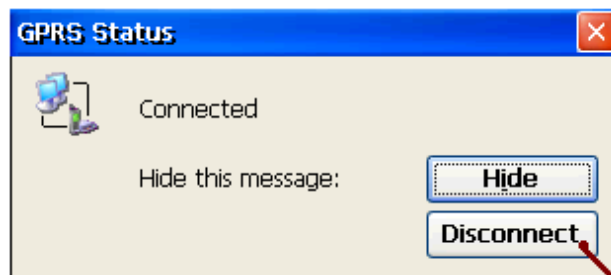 GPRS Status
Connected
Hide this message:
Hide
Disconnect